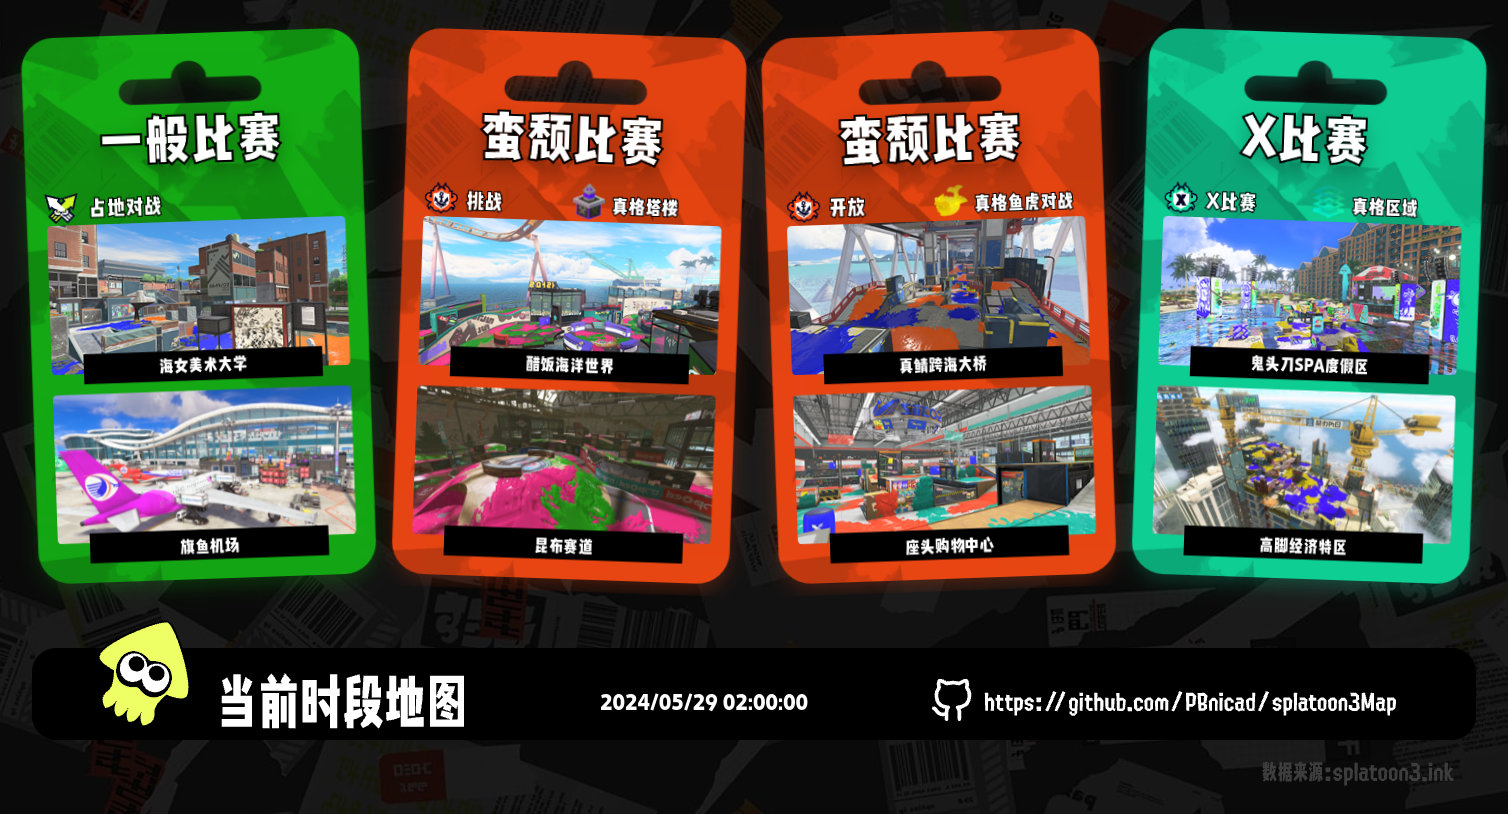 一般比赛
占地对战
海女美术大学
旗鱼机场
蛮颓比赛
挑战
真格塔楼
醋饭海洋世界
昆布赛道
蛮颓比赛
开放
真格鱼虎对战
真鲭跨海大桥
座头购物中心
X比赛
X比赛
真格区域
鬼头刀SPA度假区
高脚经济特区
当前时段地图
2024/05/29 02:00:00
https://github.com/PBnicad/splatoon3Map
数据来源:splatoon3.ink